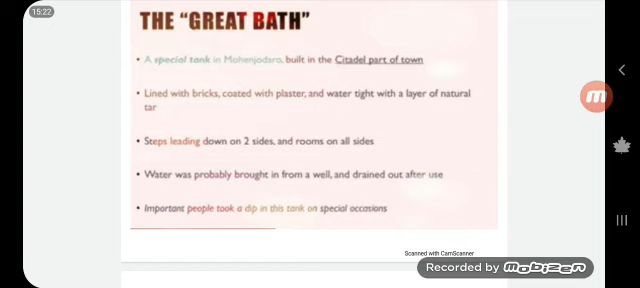 15:22
THE “GREAT BATH”
• A special tank in Mohenjodaro, built in the Citadel part of town
• Lined with bricks, coated with plaster, and water tight with a layer of natural
tar
• Steps leading down on 2 sides, and rooms on all sides
• Water was probably brought in from a well, and drained out after use
• Important people took a dip in this tank on special occasions
Scanned with CamScanner
Recorded by mobizen